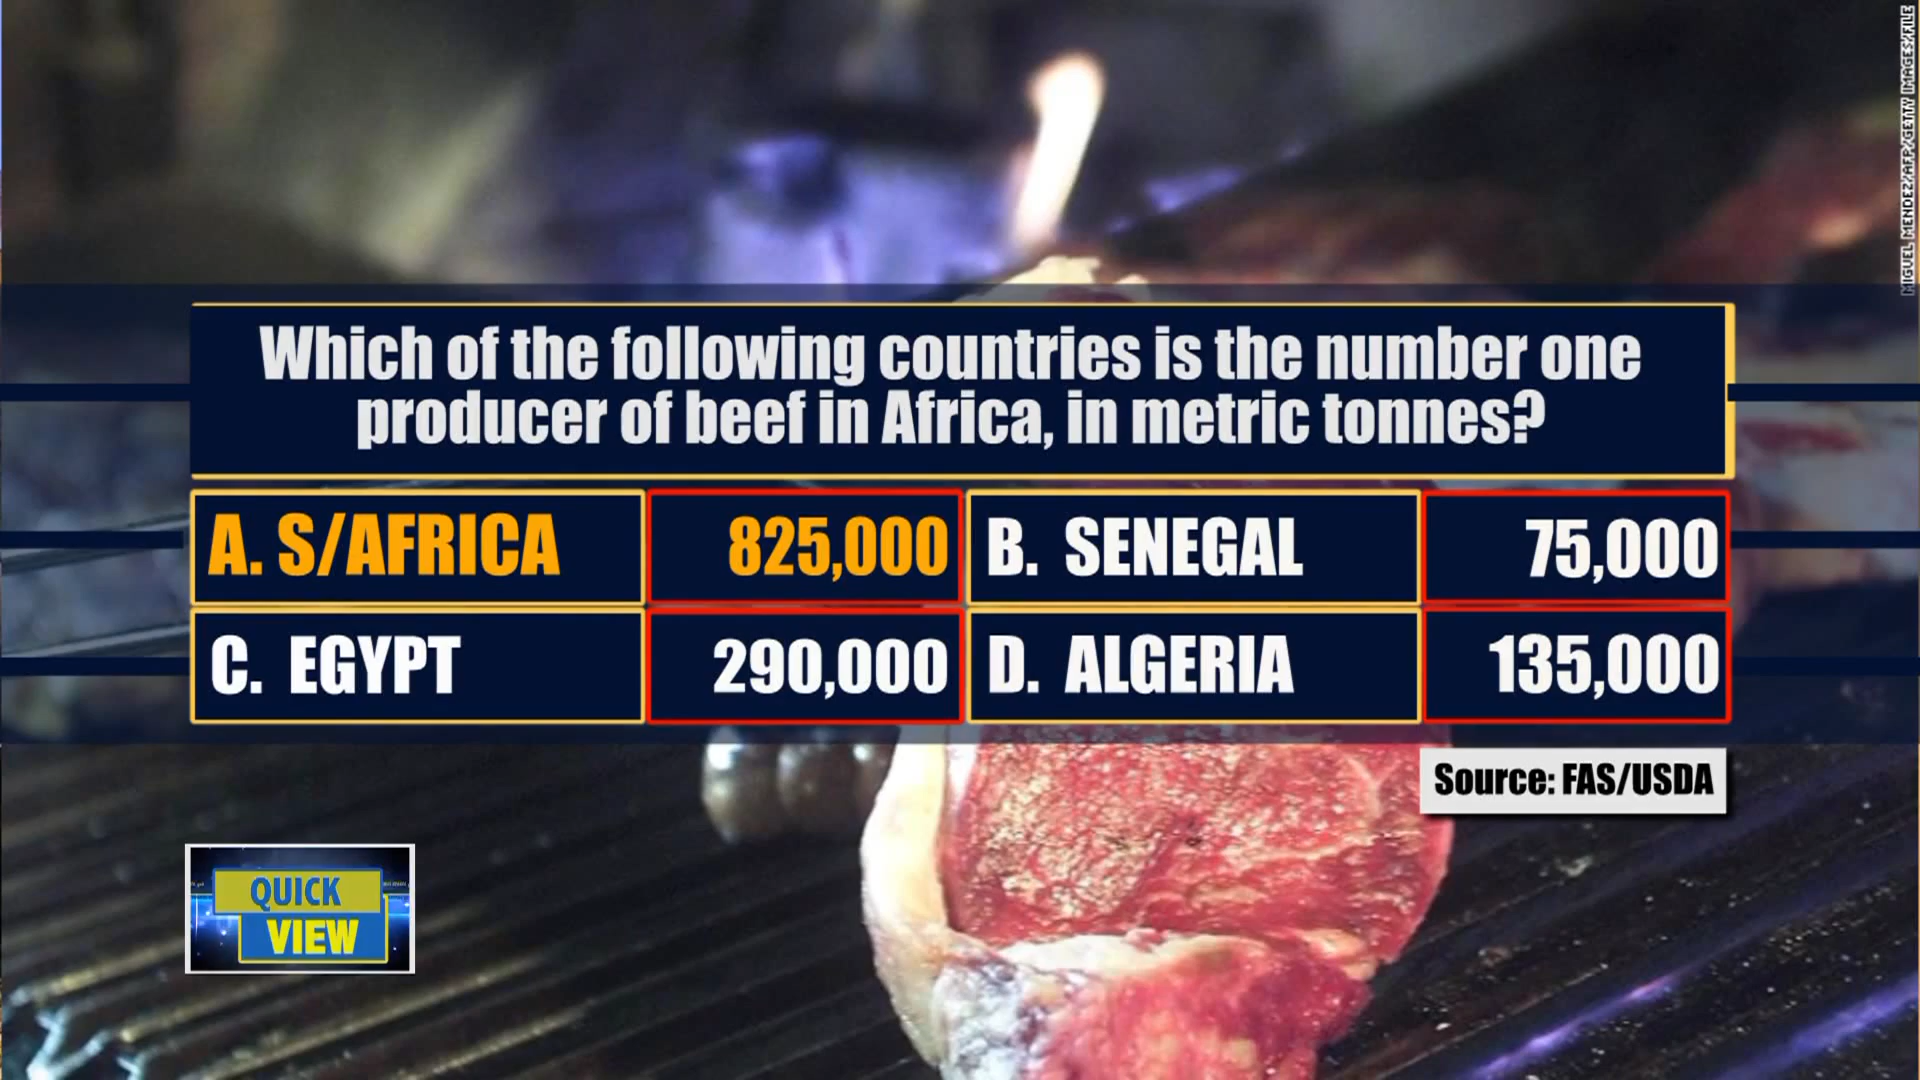 MIGUEL MENDEZ/AFP/GETTY IMAGES/FILE
Which of the following countries is the number one
producer of beef in Africa, in metric tonnes?
A. S/AFRICA 825,000 B. SENEGAL 75,000
C. EGYPT 290,000 D. ALGERIA 135,000
Source: FAS/USDA
QUICK
VIEW